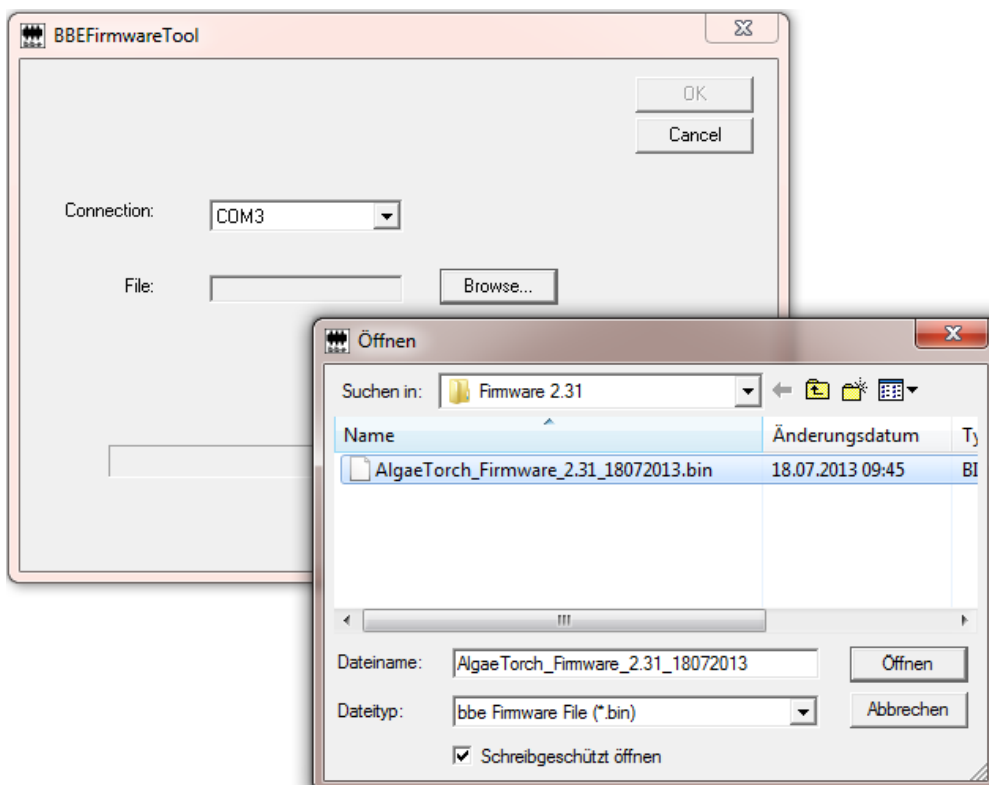 BBEFirmwareTool
OK
Cancel
Connection: COM3
File: Browse...
Öffnen
Suchen in: Firmware 2.31
Name Änderungsdatum
AlgaeTorch_Firmware_2.31_18072013.bin 18.07.2013 09:45
Dateiname: AlgaeTorch_Firmware_2.31_18072013 Öffnen
Dateityp: bbe Firmware File (*.bin) Abbrechen
Schreibgeschützt öffnen